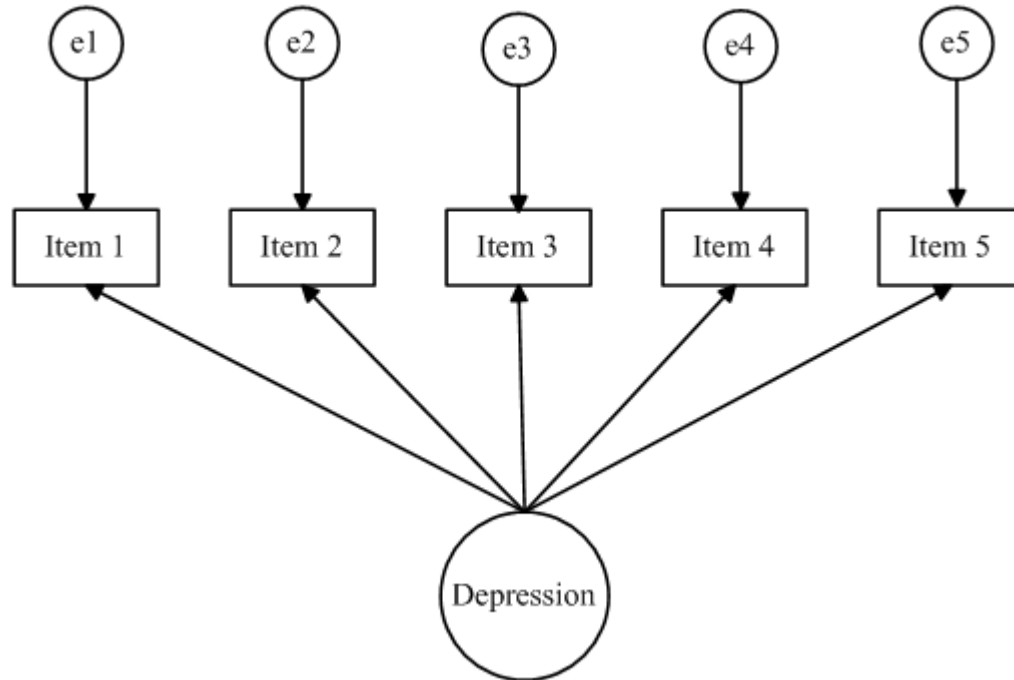 e1
e2
e3
e4
e5
Item 1
Item 2
Item 3
Item 4
Item 5
Depression